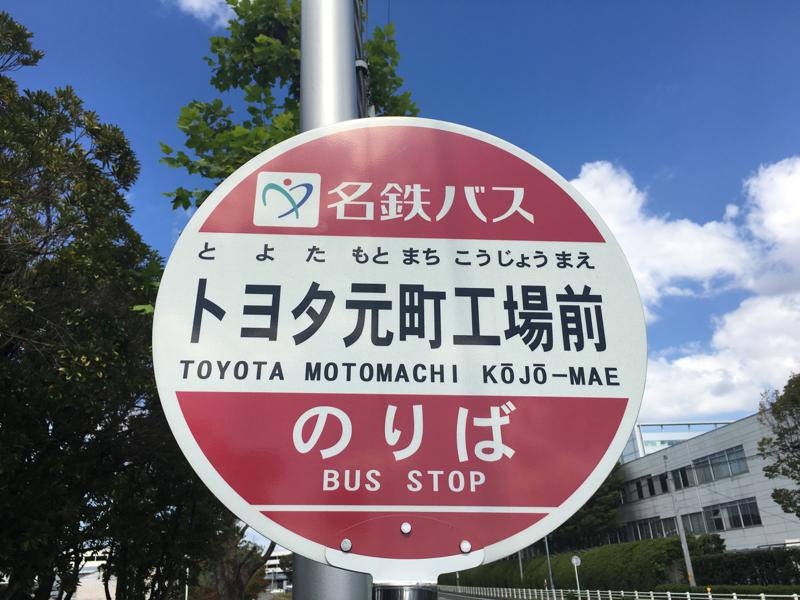 名鉄バス
とよた もとまち こうじょうまえ
トヨタ元町工場前
TOYOTA MOTOMACHI KŌJŌ-MAE
のりば
BUS STOP